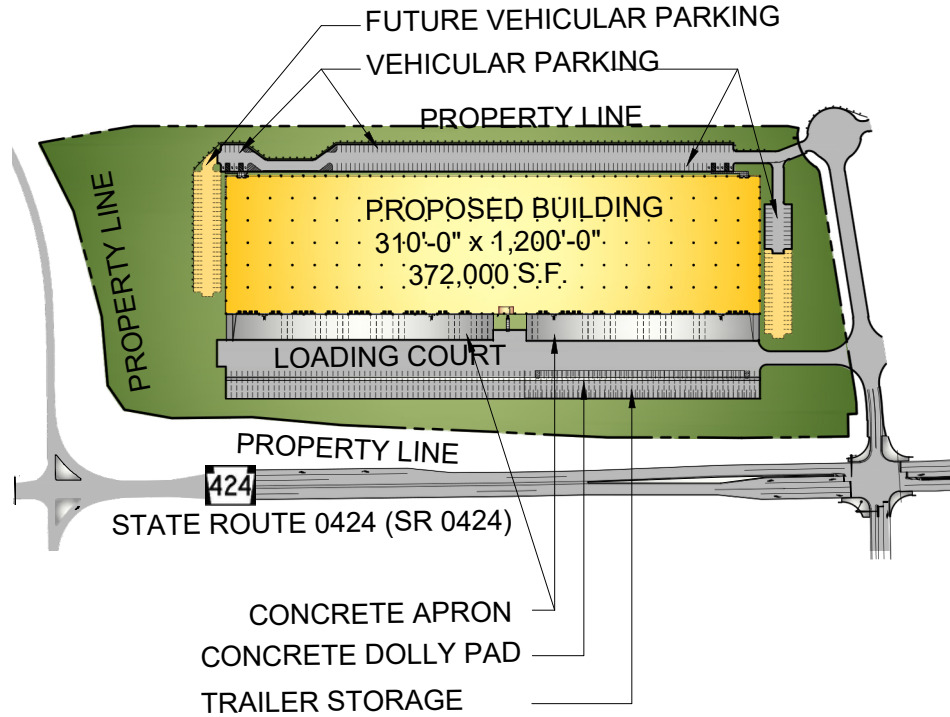 FUTURE VEHICULAR PARKING
VEHICULAR PARKING
PROPERTY LINE
PROPERTY LINE
PROPOSED BUILDING
310'-0" x 1,200'-0"
372,000 S.F.
LOADING COURT
PROPERTY LINE
424
STATE ROUTE 0424 (SR 0424)
CONCRETE APRON
CONCRETE DOLLY PAD
TRAILER STORAGE